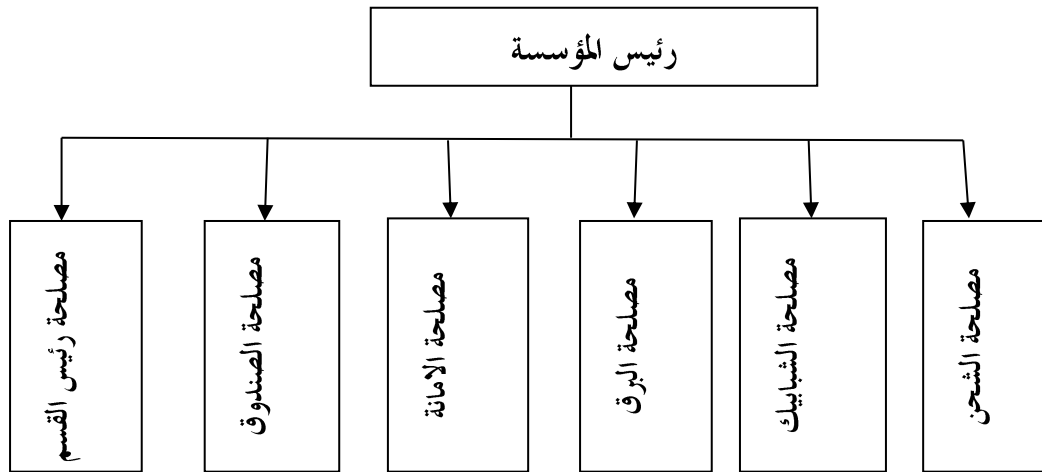 رئيس المؤسسة
مصلحة الشحن
مصلحة الشبابيك
مصلحة البرق
مصلحة الامانة
مصلحة الصندوق
مصلحة رئيس القسم